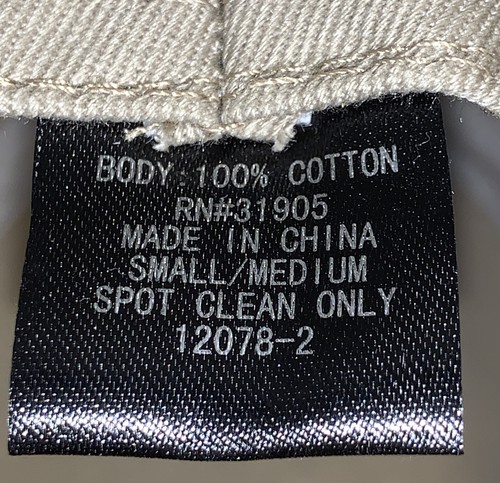 BODY: 100% COTTON
RN#31905
MADE IN CHINA
SMALL/MEDIUM
SPOT CLEAN ONLY
12078-2